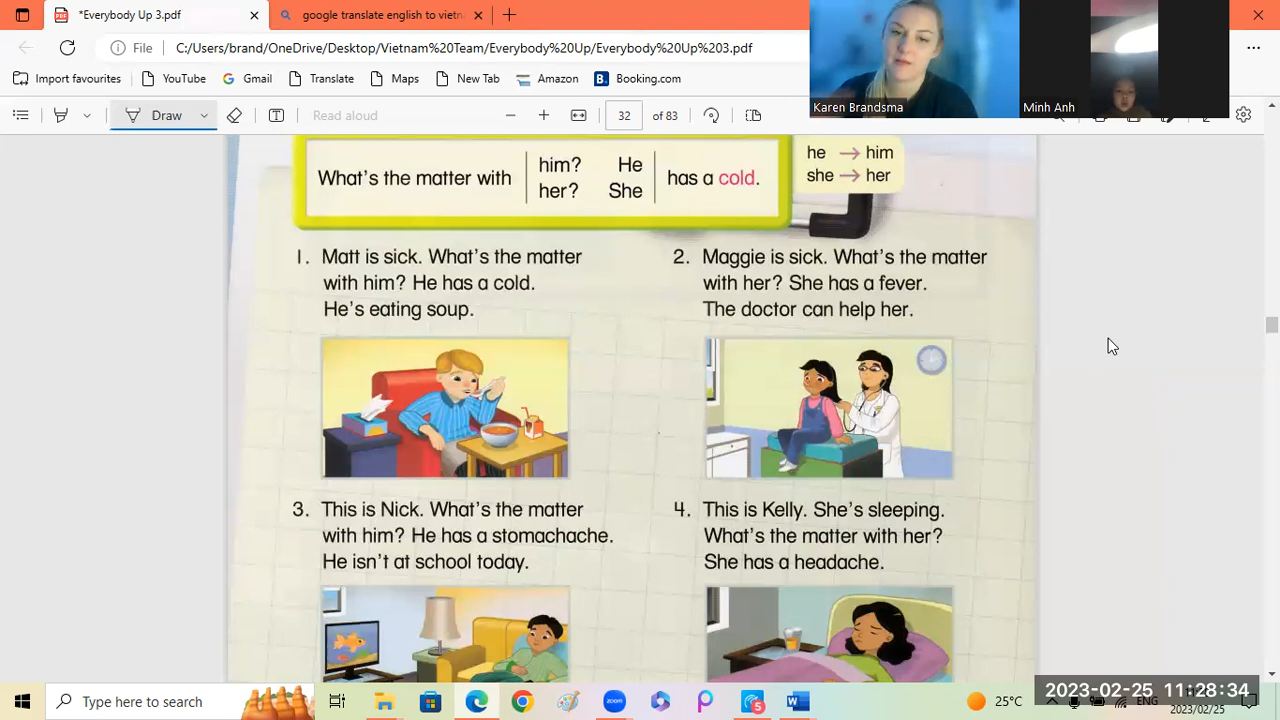 *Everybody Up 3.pdf
google translate english to vietn
File
C:/Users/brand/OneDrive/Desktop/Vietnam%20Team/Everybody%20Up/Everybody%20Up%203.pdf
Import favourites
YouTube
Gmail
Translate
Maps
New Tab
Amazon
Booking.com
Karen Brandsma
Minh Anh
Draw
Read aloud
32
of 83
What's the matter with him? He has a cold.
her? She
he → him
she → her
1. Matt is sick. What's the matter
with him? He has a cold.
He's eating soup.
2. Maggie is sick. What's the matter
with her? She has a fever.
The doctor can help her.
3. This is Nick. What's the matter
with him? He has a stomachache.
He isn't at school today.
4. This is Kelly. She's sleeping.
What's the matter with her?
She has a headache.
Type here to search
25°C
ENG
2023-02-25 11:28:34
2023/02/25